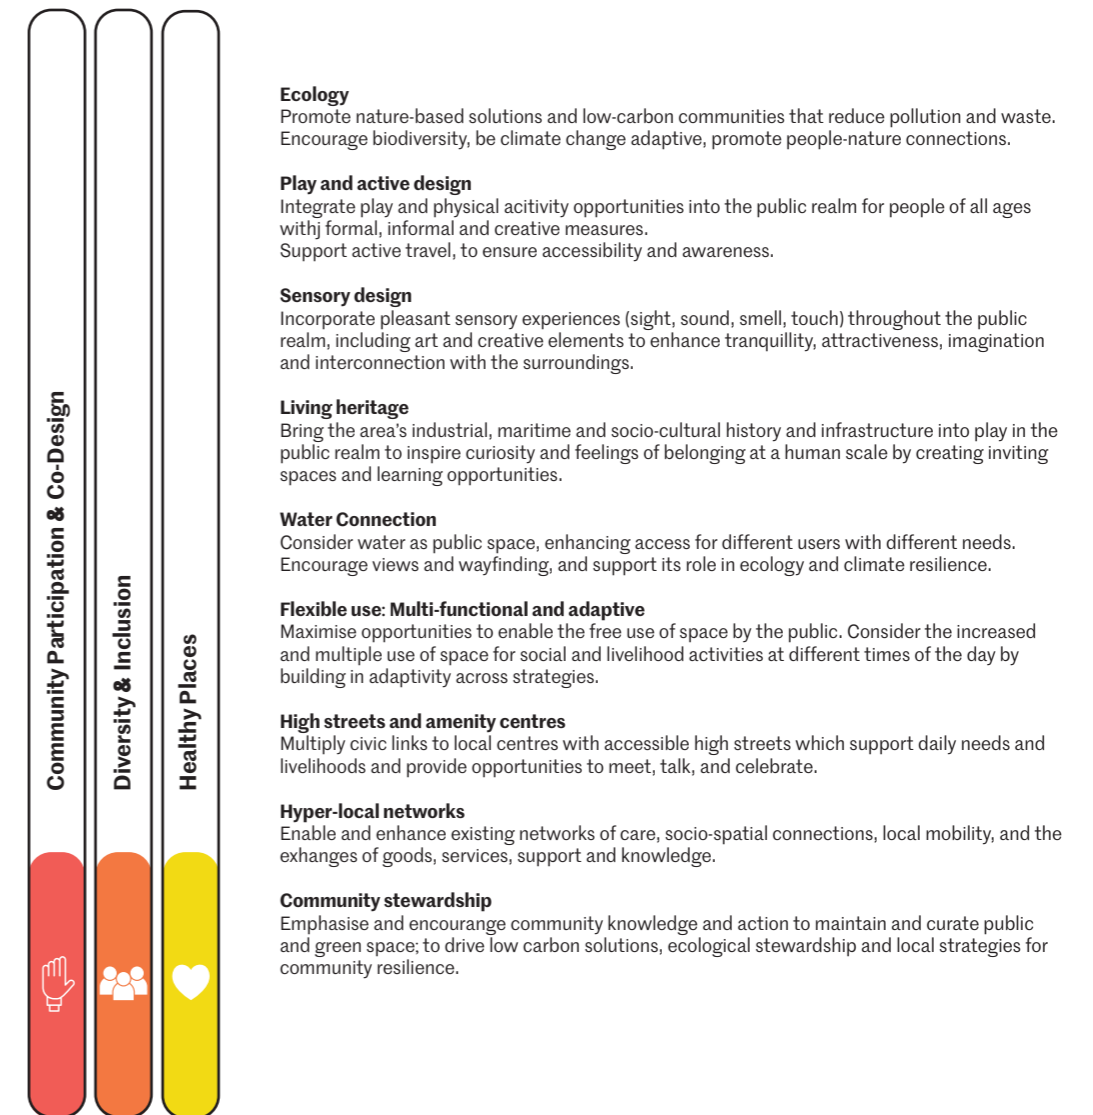 Community Participation & Co-Design
Diversity & Inclusion
Healthy Places
Ecology
Promote nature-based solutions and low-carbon communities that reduce pollution and waste.
Encourage biodiversity, be climate change adaptive, promote people-nature connections.
Play and active design
Integrate play and physical acitivity opportunities into the public realm for people of all ages
withj formal, informal and creative measures.
Support active travel, to ensure accessibility and awareness.
Sensory design
Incorporate pleasant sensory experiences (sight, sound, smell, touch) throughout the public
realm, including art and creative elements to enhance tranquillity, attractiveness, imagination
and interconnection with the surroundings.
Living heritage
Bring the area's industrial, maritime and socio-cultural history and infrastructure into play in the
public realm to inspire curiosity and feelings of belonging at a human scale by creating inviting
spaces and learning opportunities.
Water Connection
Consider water as public space, enhancing access for different users with different needs.
Encourage views and wayfinding, and support its role in ecology and climate resilience.
Flexible use: Multi-functional and adaptive
Maximise opportunities to enable the free use of space by the public. Consider the increased
and multiple use of space for social and livelihood activities at different times of the day by
building in adaptivity across strategies.
High streets and amenity centres
Multiply civic links to local centres with accessible high streets which support daily needs and
livelihoods and provide opportunities to meet, talk, and celebrate.
Hyper-local networks
Enable and enhance existing networks of care, socio-spatial connections, local mobility, and the
exhanges of goods, services, support and knowledge.
Community stewardship
Emphasise and encourange community knowledge and action to maintain and curate public
and green space; to drive low carbon solutions, ecological stewardship and local strategies for
community resilience.